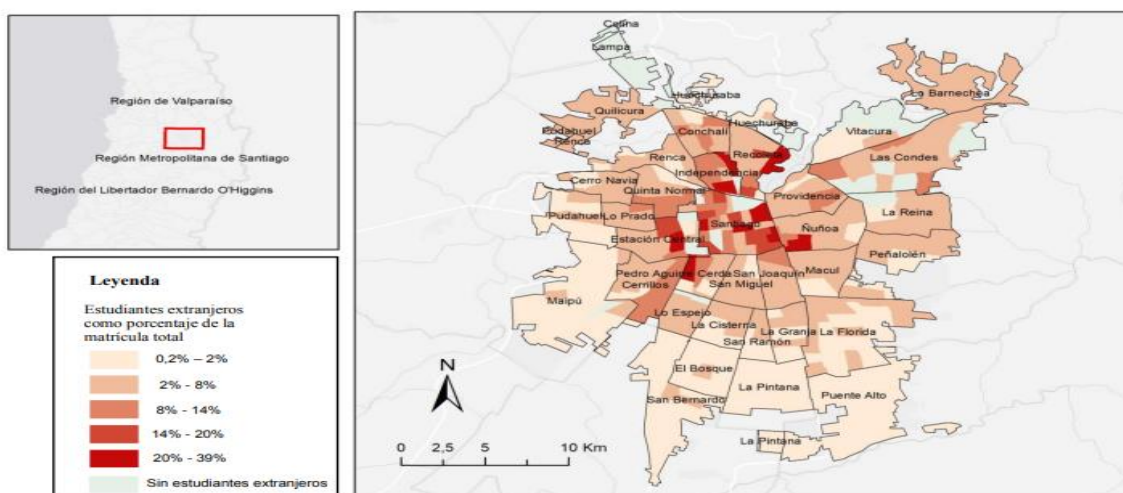 Región de Valparaíso
Región Metropolitana de Santiago
Región del Libertador Bernardo O'Higgins
Leyenda
Estudiantes extranjeros
como porcentaje de la
matrícula total
0,2% – 2%
2% - 8%
8% - 14%
14% - 20%
20% - 39%
Sin estudiantes extranjeros
Colina
Lampa
Huechuraba
La Barnechea
Quilicura
Huechuraba
Pudahuel
Renca
Conchalí
Vitacura
Renca
Recoleta
Las Condes
Independencia
Cerro Navia
Quinta Normal
Providencia
Pudahuel
Lo Prado
Santiago
La Reina
Ñuñoa
Estación Central
Peñalolén
Pedro Aguirre Cerda
San Joaquín
Macul
Cerrillos
San Miguel
Maipú
Lo Espejo
La Cisterna
La Granja
La Florida
San Ramón
El Bosque
La Pintana
San Bernardo
Puente Alto
La Pintana
N
0 2,5 5 10 Km